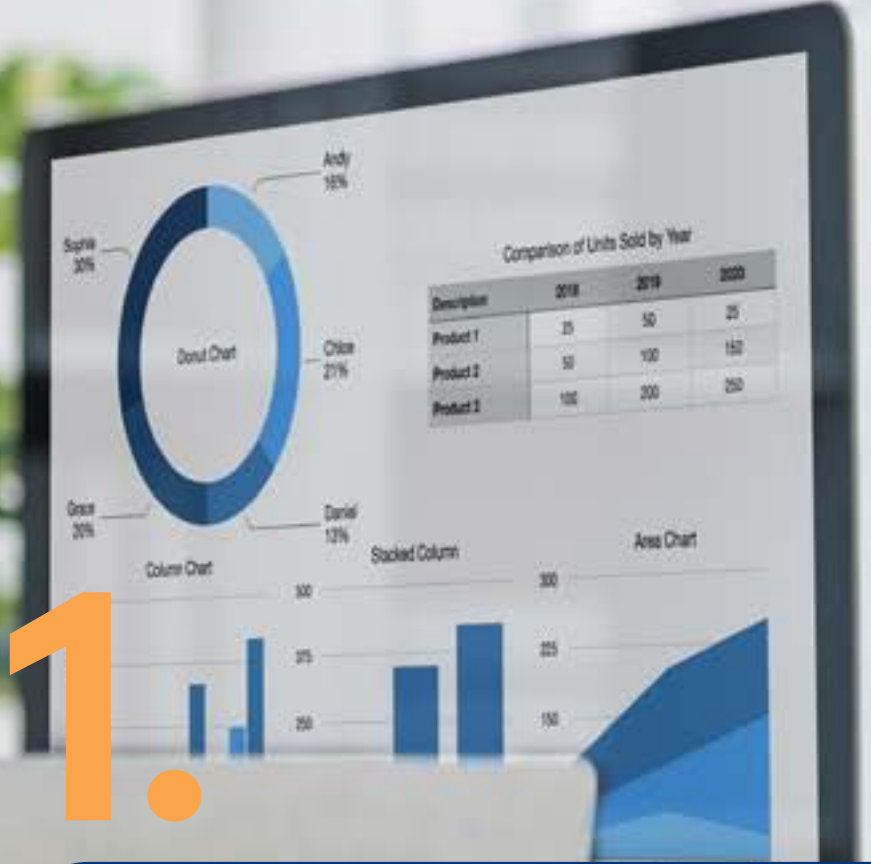 Andy
16%
Sophia
30%
Donut Chart
Chloe
21%
Grace
20%
Daniel
13%
Comparison of Units Sold by Year
Description 2018 2019 2020
Product 1 25 50 25
Product 2 50 100 150
Product 3 100 200 250
Column Chart
Stacked Column
500
375
250
Area Chart
300
225
150
1.